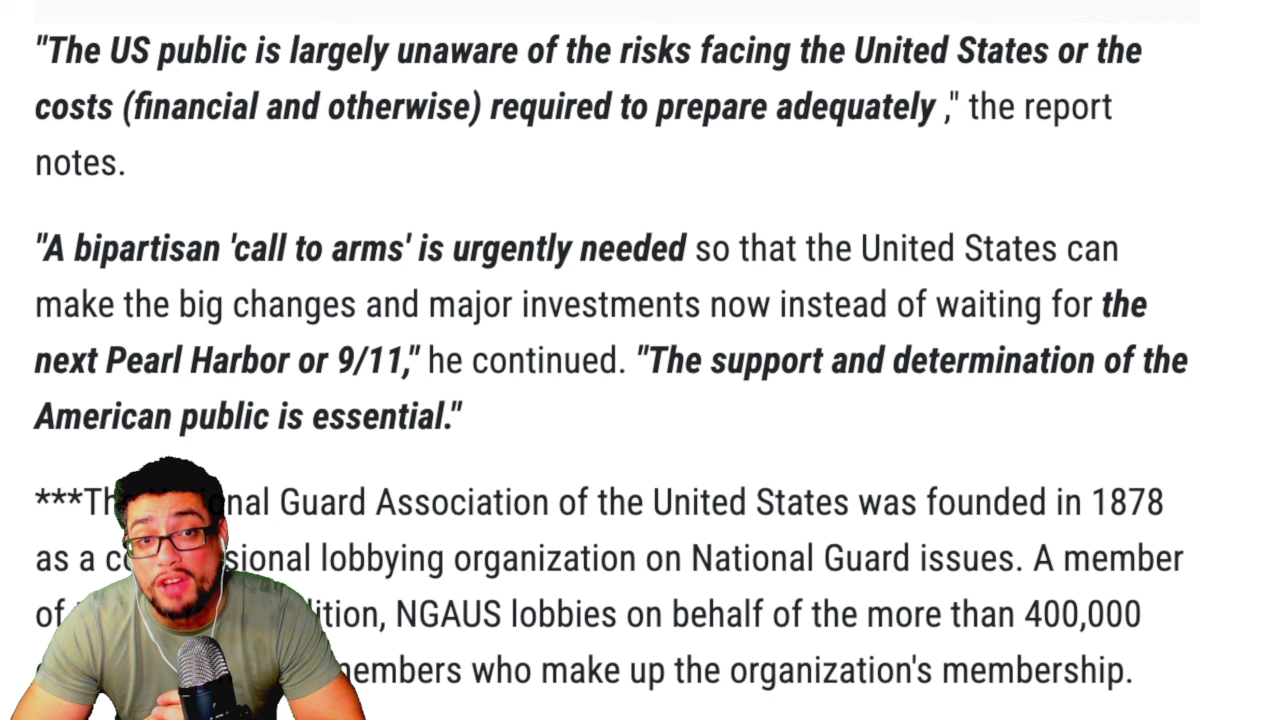 "The US public is largely unaware of the risks facing the United States or the
costs (financial and otherwise) required to prepare adequately ," the report
notes.
"A bipartisan 'call to arms' is urgently needed so that the United States can
make the big changes and major investments now instead of waiting for the
next Pearl Harbor or 9/11," he continued. "The support and determination of the
American public is essential."
Guard Association of the United States was founded in 1878
as a lobbying organization on National Guard issues. A member
of NGAUS lobbies on behalf of the more than 400,000
who make up the organization's membership.